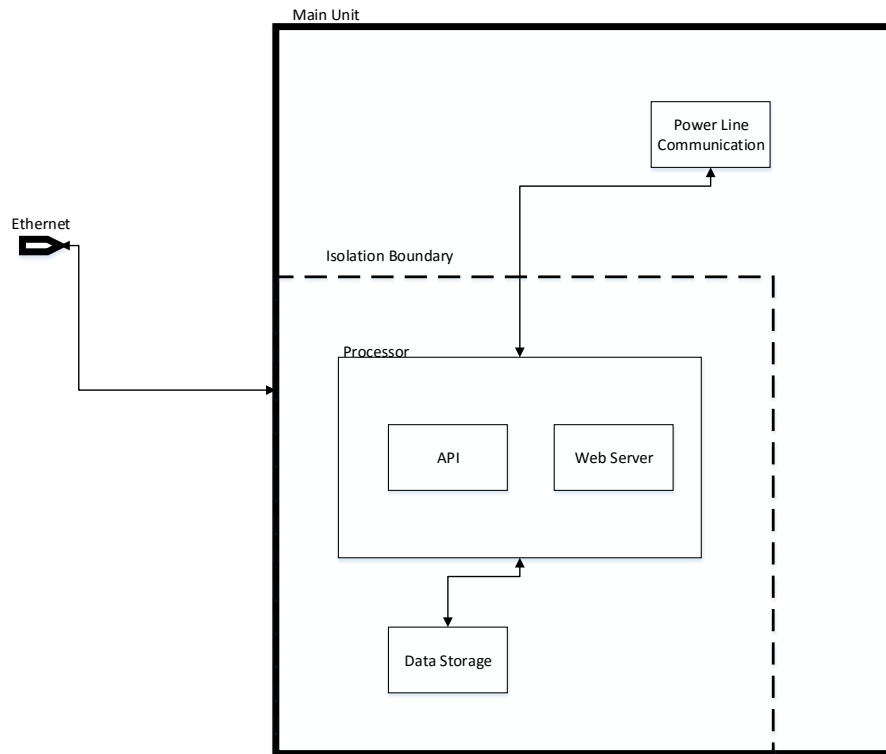 Main Unit
Power Line
Communication
Ethernet
Isolation Boundary
Processor
API
Web Server
Data Storage